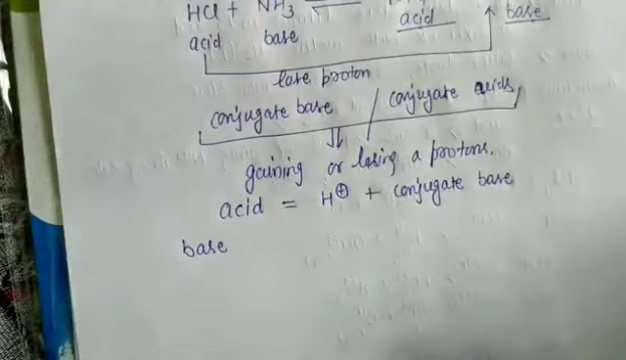 HCl + NH3 ⇌
acid base acid base
lose proton
conjugate base / conjugate acids
⇓
gaining or losing a protons.
acid = H⊕ + conjugate base
base